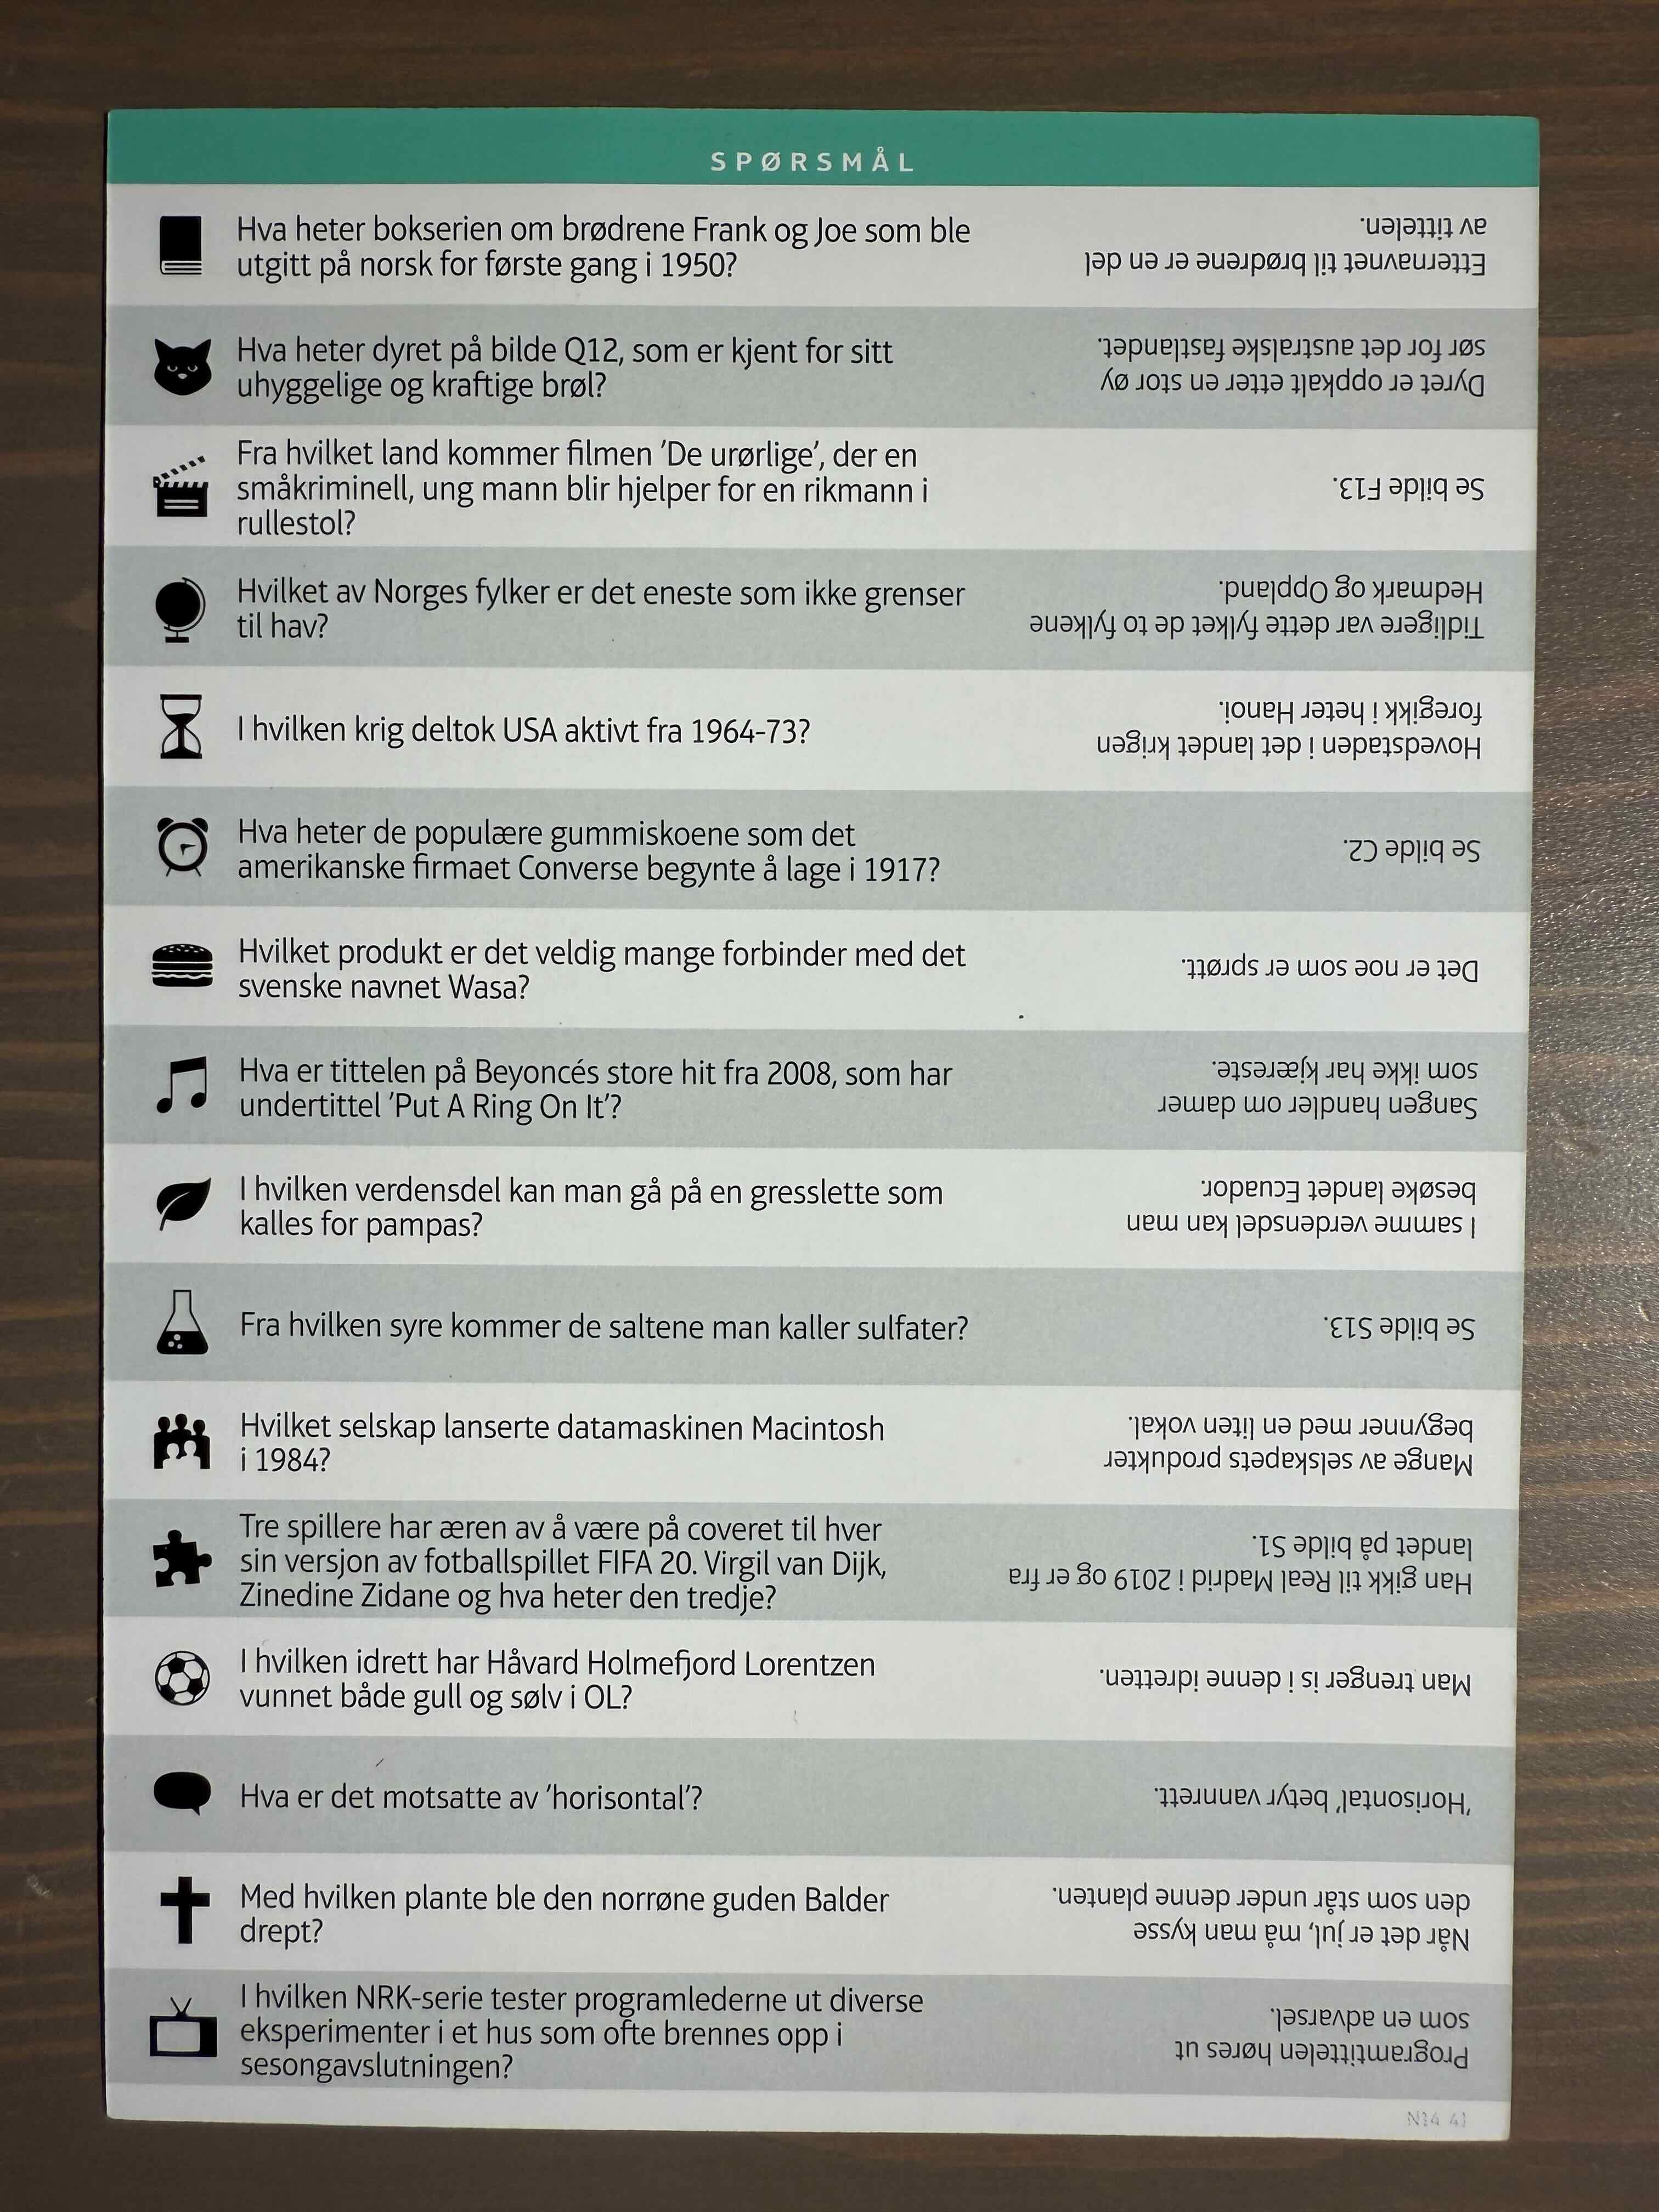 SPØRSMÅL
Hva heter bokserien om brødrene Frank og Joe som ble
utgitt på norsk for første gang i 1950?
Etternavnet til brødrene er en del
av tittelen.
Hva heter dyret på bilde Q12, som er kjent for sitt
uhyggelige og kraftige brøl?
Dyret er oppkalt etter en stor øy
sør for det australske fastlandet.
Fra hvilket land kommer filmen 'De urørlige', der en
småkriminell, ung mann blir hjelper for en rikmann i
rullestol?
Se bilde F13.
Hvilket av Norges fylker er det eneste som ikke grenser
til hav?
Tidligere var dette fylket de to fylkene
Hedmark og Oppland.
I hvilken krig deltok USA aktivt fra 1964-73?
Hovedstaden i det landet krigen
foregikk i heter Hanoi.
Hva heter de populære gummiskoene som det
amerikanske firmaet Converse begynte å lage i 1917?
Se bilde C2.
Hvilket produkt er det veldig mange forbinder med det
svenske navnet Wasa?
Det er noe som er sprøtt.
Hva er tittelen på Beyoncés store hit fra 2008, som har
undertittel 'Put A Ring On It'?
Sangen handler om damer
som ikke har kjæreste.
I hvilken verdensdel kan man gå på en gresslette som
kalles for pampas?
I samme verdensdel kan man
besøke landet Ecuador.
Fra hvilken syre kommer de saltene man kaller sulfater?
Se bilde S13.
Hvilket selskap lanserte datamaskinen Macintosh
i 1984?
Mange av selskapets produkter
begynner med en liten vokal.
Tre spillere har æren av å være på coveret til hver
sin versjon av fotballspillet FIFA 20. Virgil van Dijk,
Zinedine Zidane og hva heter den tredje?
Han gikk til Real Madrid i 2019 og er fra
landet på bilde S1.
I hvilken idrett har Håvard Holmefjord Lorentzen
vunnet både gull og sølv i OL?
Man trenger is i denne idretten.
Hva er det motsatte av 'horisontal'?
'Horisontal' betyr vannrett.
Med hvilken plante ble den norrøne guden Balder
drept?
Når det er jul, må man kysse
den som står under denne planten.
I hvilken NRK-serie tester programlederne ut diverse
eksperimenter i et hus som ofte brennes opp i
sesongavslutningen?
Programtittelen høres ut
som en advarsel.